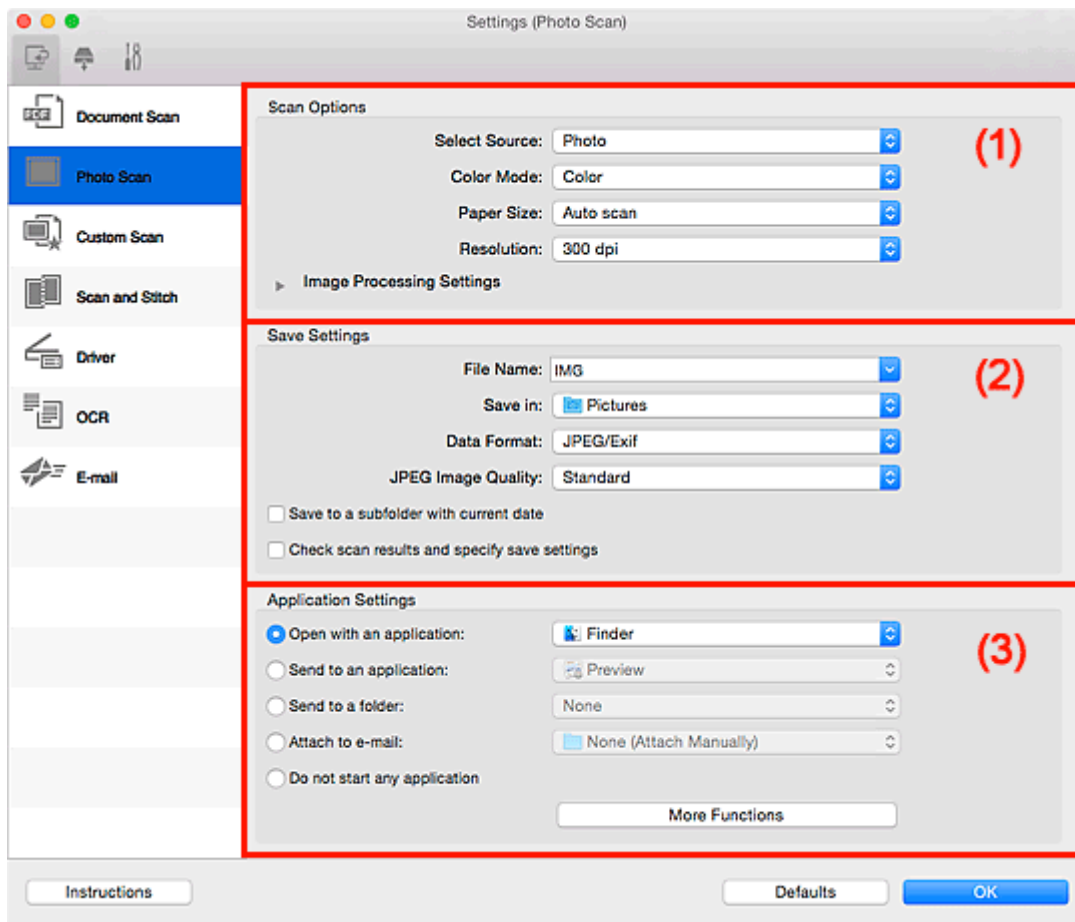 Settings (Photo Scan)
Document Scan
Photo Scan
Custom Scan
Scan and Stitch
Driver
OCR
E-mail
Scan Options
(1)
Select Source: Photo
Color Mode: Color
Paper Size: Auto scan
Resolution: 300 dpi
Image Processing Settings
Save Settings
(2)
File Name: IMG
Save in: Pictures
Data Format: JPEG/Exif
JPEG Image Quality: Standard
Save to a subfolder with current date
Check scan results and specify save settings
Application Settings
(3)
Open with an application: Finder
Send to an application: Preview
Send to a folder: None
Attach to e-mail: None (Attach Manually)
Do not start any application
More Functions
Instructions
Defaults
OK